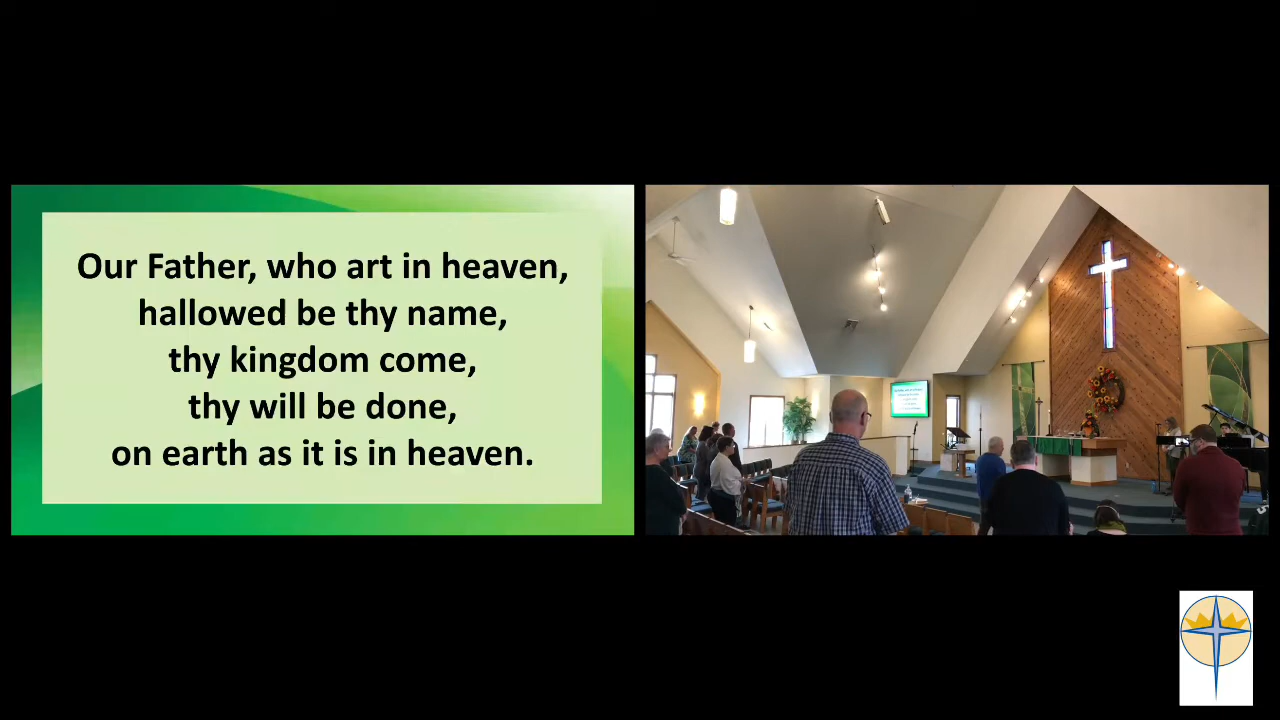 Our Father, who art in heaven,
hallowed be thy name,
thy kingdom come,
thy will be done,
on earth as it is in heaven.